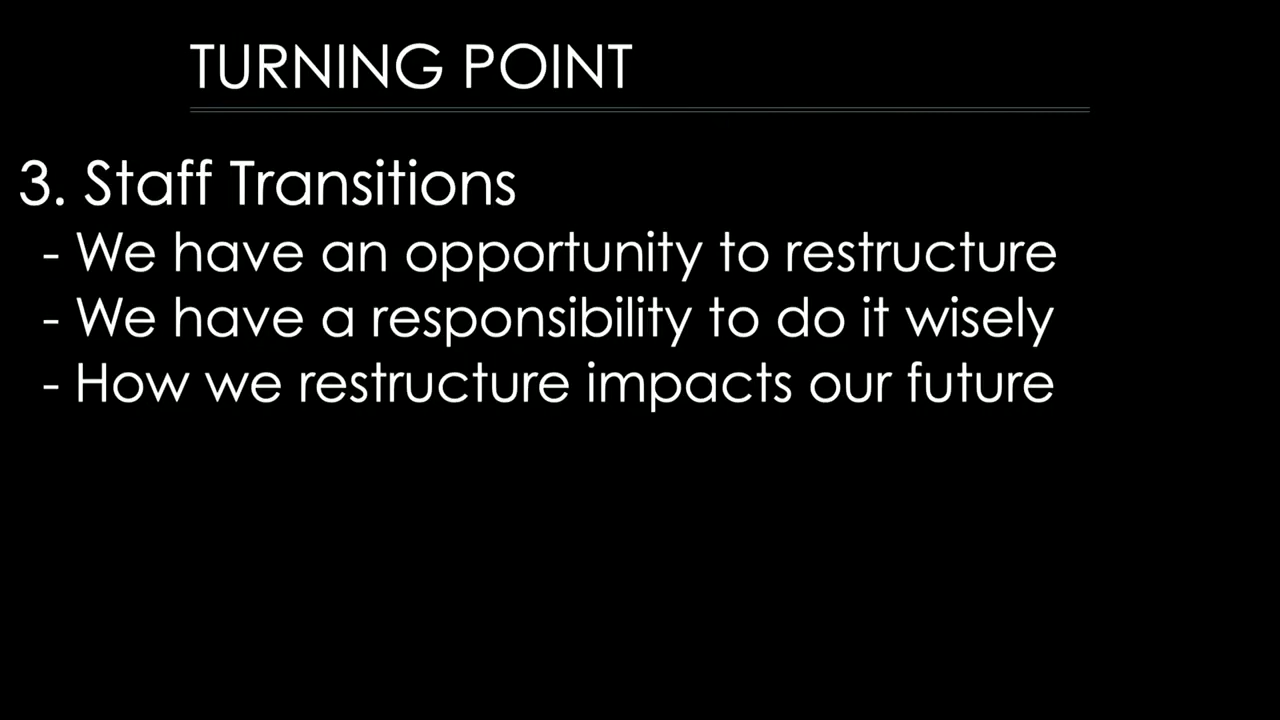 TURNING POINT
3. Staff Transitions
- We have an opportunity to restructure
- We have a responsibility to do it wisely
- How we restructure impacts our future